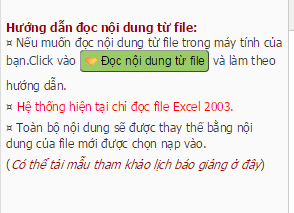 Hướng dẫn đọc nội dung từ file:
¤ Nếu muốn đọc nội dung từ file trong máy tính của
bạn.Click vào Đọc nội dung từ file và làm theo
hướng dẫn.
¤ Hệ thống hiện tại chỉ đọc file Excel 2003.
¤ Toàn bộ nội dung sẽ được thay thế bằng nội
dung của file mới được chọn nạp vào.
(Có thể tải mẫu tham khảo lịch báo giảng ở đây)